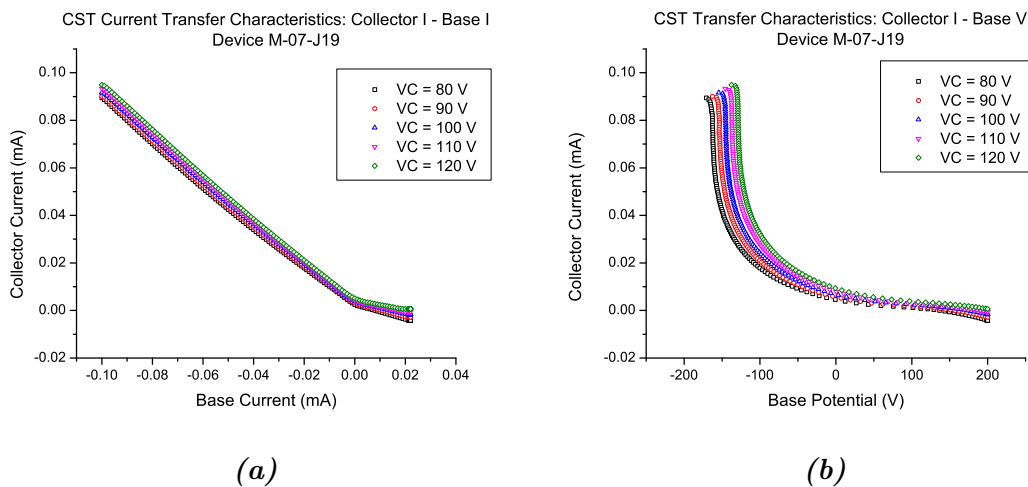 CST Current Transfer Characteristics: Collector I - Base I
Device M-07-J19
Collector Current (mA)
0.10
0.08
0.06
0.04
0.02
0.00
-0.02
VC = 80 V
VC = 90 V
VC = 100 V
VC = 110 V
VC = 120 V
-0.10 -0.08 -0.06 -0.04 -0.02 0.00 0.02 0.04
Base Current (mA)
(a)
CST Transfer Characteristics: Collector I - Base V
Device M-07-J19
Collector Current (mA)
0.10
0.08
0.06
0.04
0.02
0.00
-0.02
VC = 80 V
VC = 90 V
VC = 100 V
VC = 110 V
VC = 120 V
-200 -100 0 100 200
Base Potential (V)
(b)